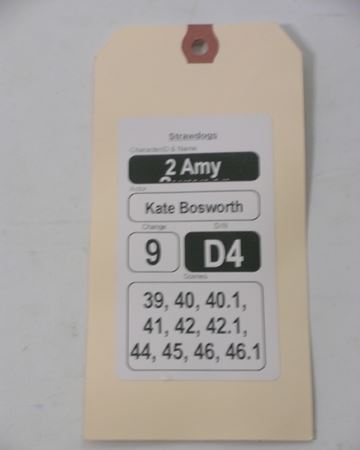 Strawdogs
Character/ID & Name
2 Amy
Actor
Kate Bosworth
Change
D/N
9
D4
Scenes
39, 40, 40.1,
41, 42, 42.1,
44, 45, 46, 46.1